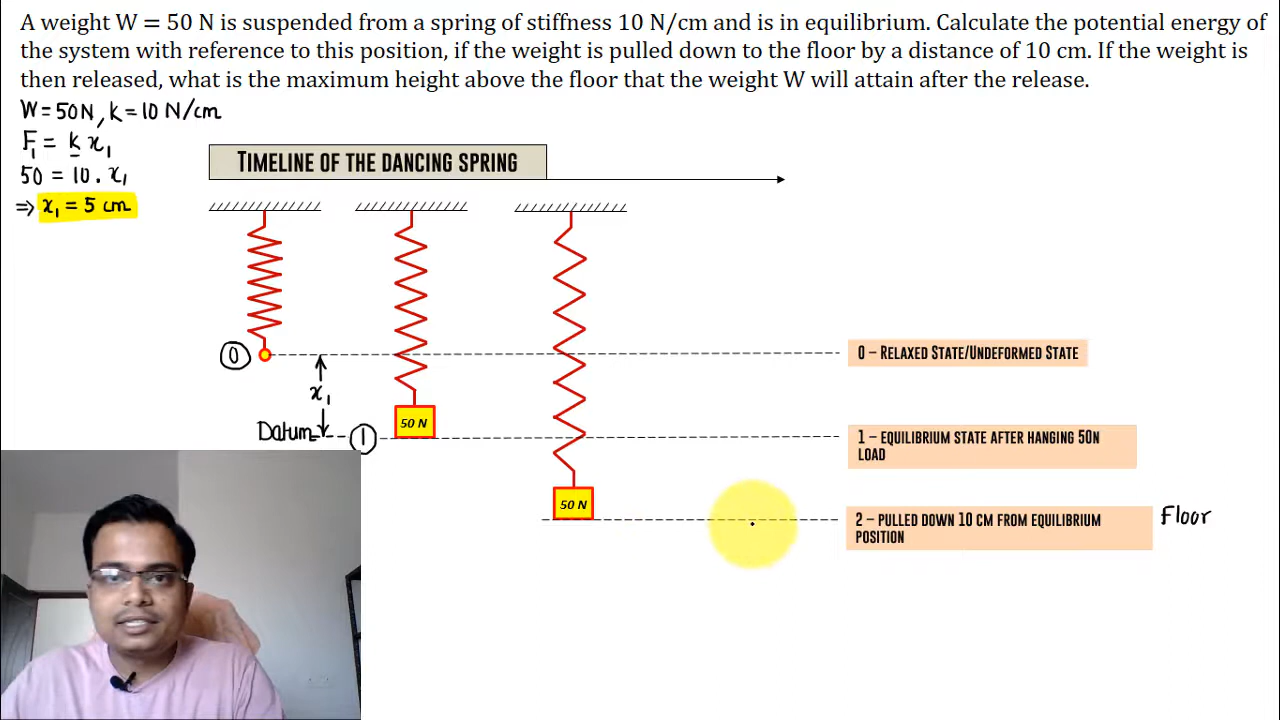 A weight W = 50 N is suspended from a spring of stiffness 10 N/cm and is in equilibrium. Calculate the potential energy of
the system with reference to this position, if the weight is pulled down to the floor by a distance of 10 cm. If the weight is
then released, what is the maximum height above the floor that the weight W will attain after the release.
W = 50 N, k = 10 N/cm
F₁ = k x₁
50 = 10 . x₁
⇒ x₁ = 5 cm
TIMELINE OF THE DANCING SPRING
0
x₁
0 – RELAXED STATE/UNDEFORMED STATE
50 N
Datum
1
1 – EQUILIBRIUM STATE AFTER HANGING 50N
LOAD
50 N
2 – PULLED DOWN 10 CM FROM EQUILIBRIUM
POSITION
Floor